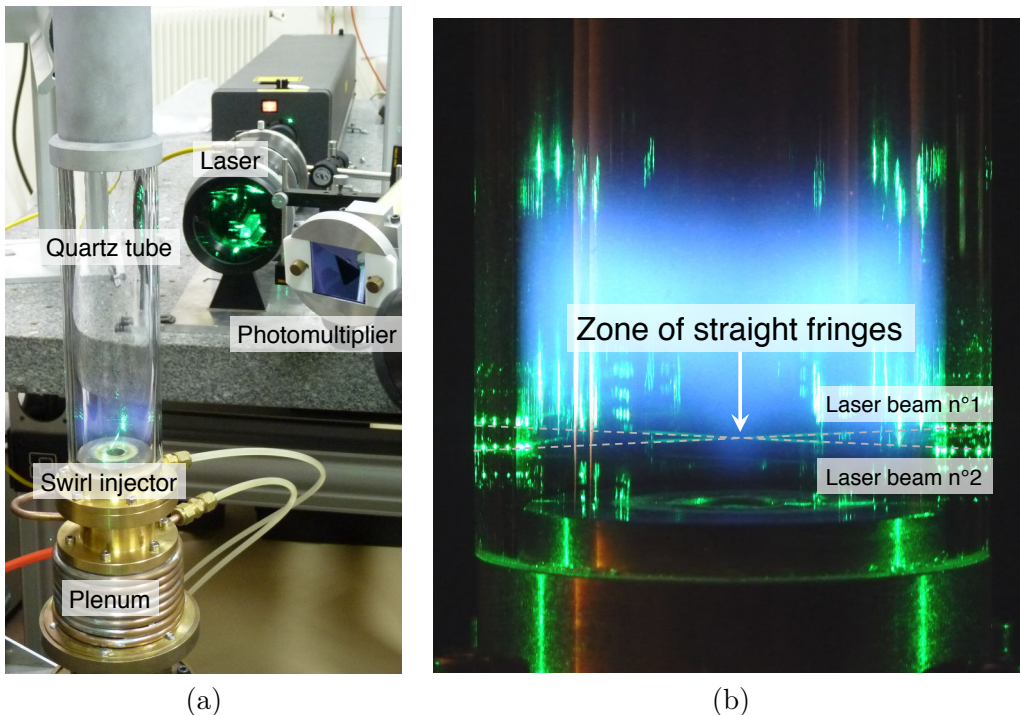 Laser
Quartz tube
Photomultiplier
Swirl injector
Plenum
(a)
Zone of straight fringes
Laser beam n°1
Laser beam n°2
(b)